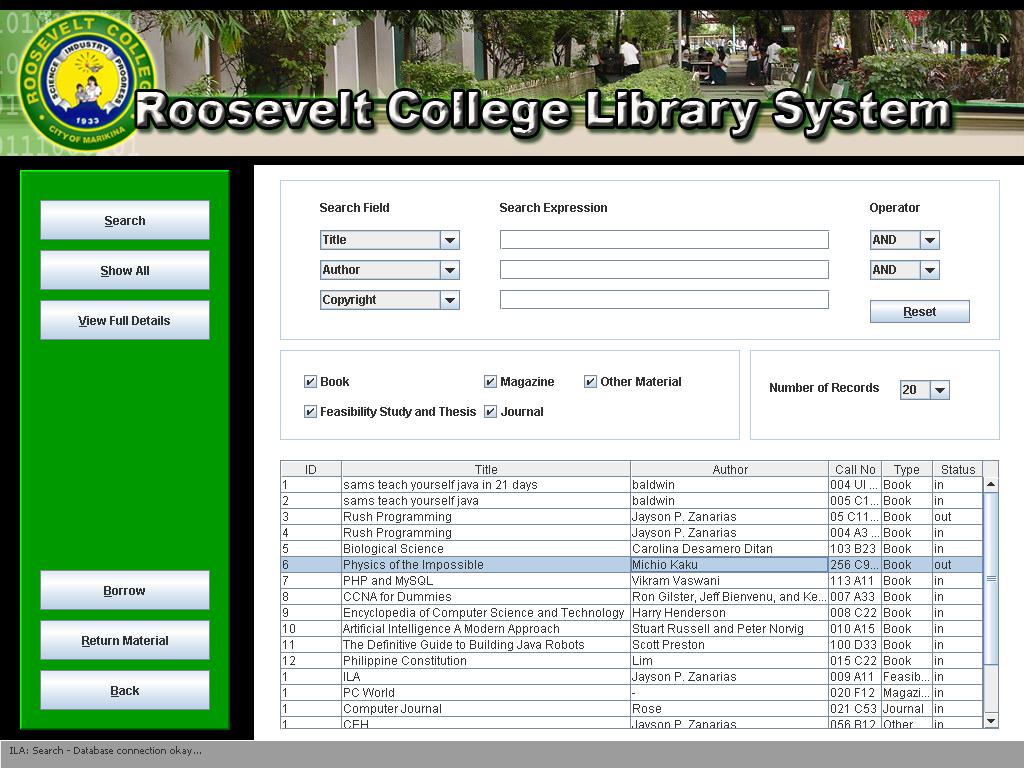 ROOSEVELT COLLEGE
SCIENCE INDUSTRY PROGRESS
1933
CITY OF MARIKINA
Roosevelt College Library System
Search
Show All
View Full Details
Borrow
Return Material
Back
Search Field Search Expression Operator
Title AND
Author AND
Copyright
Reset
Book Magazine Other Material
Feasibility Study and Thesis Journal
Number of Records 20
ID Title Author Call No Type Status
1 sams teach yourself java in 21 days baldwin 004 UI ... Book in
2 sams teach yourself java baldwin 005 C1... Book in
3 Rush Programming Jayson P. Zanarias 05 C11... Book out
4 Rush Programming Jayson P. Zanarias 004 A3 ... Book in
5 Biological Science Carolina Desamero Ditan 103 B23 Book in
6 Physics of the Impossible Michio Kaku 256 C9... Book out
7 PHP and MySQL Vikram Vaswani 113 A11 Book in
8 CCNA for Dummies Ron Gilster, Jeff Bienvenu, and Ke... 007 A33 Book in
9 Encyclopedia of Computer Science and Technology Harry Henderson 008 C22 Book in
10 Artificial Intelligence A Modern Approach Stuart Russell and Peter Norvig 010 A15 Book in
11 The Definitive Guide to Building Java Robots Scott Preston 100 D33 Book in
12 Philippine Constitution Lim 015 C22 Book in
1 ILA Jayson P. Zanarias 009 A11 Feasib... in
1 PC World - 020 F12 Magazi... in
1 Computer Journal Rose 021 C53 Journal in
1 CEH Jayson P. Zanarias 056 B12 Other in
ILA: Search - Database connection okay...